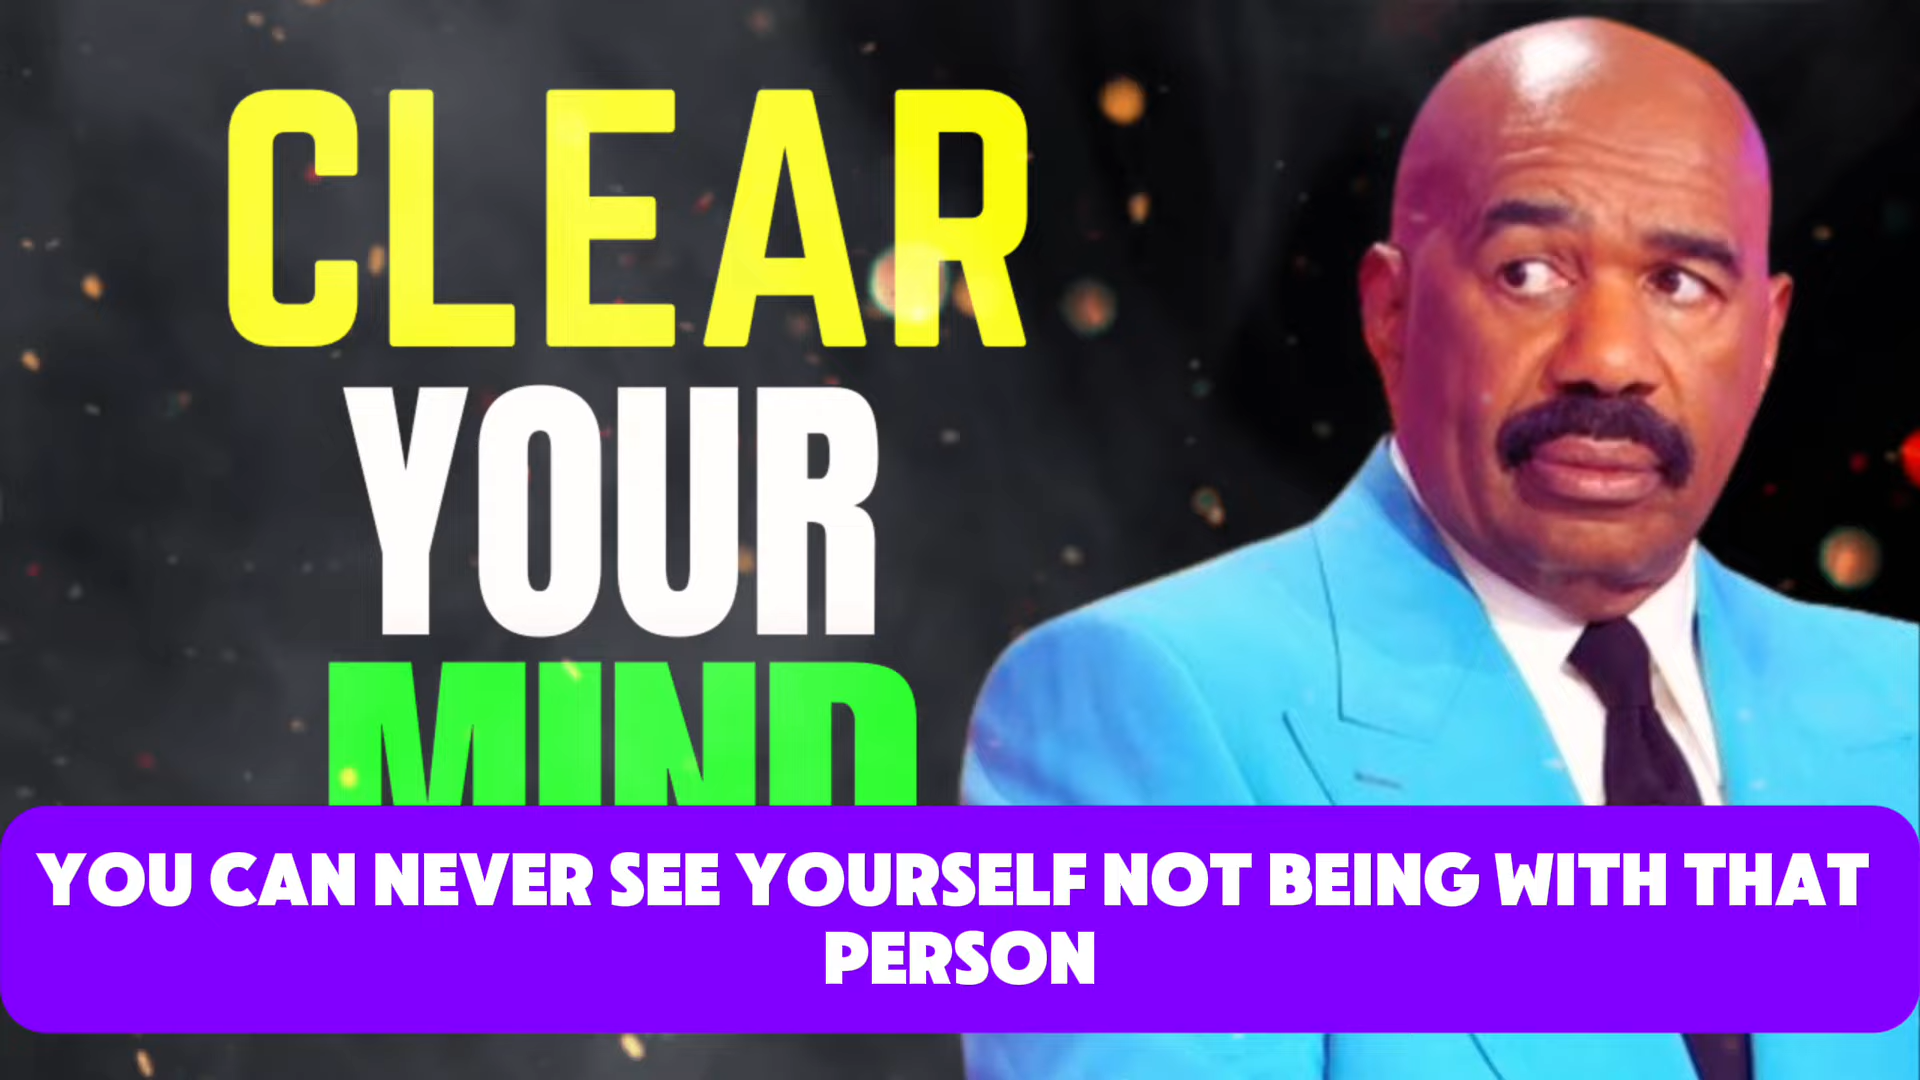 CLEAR
YOUR
MIND
YOU CAN NEVER SEE YOURSELF NOT BEING WITH THAT
PERSON